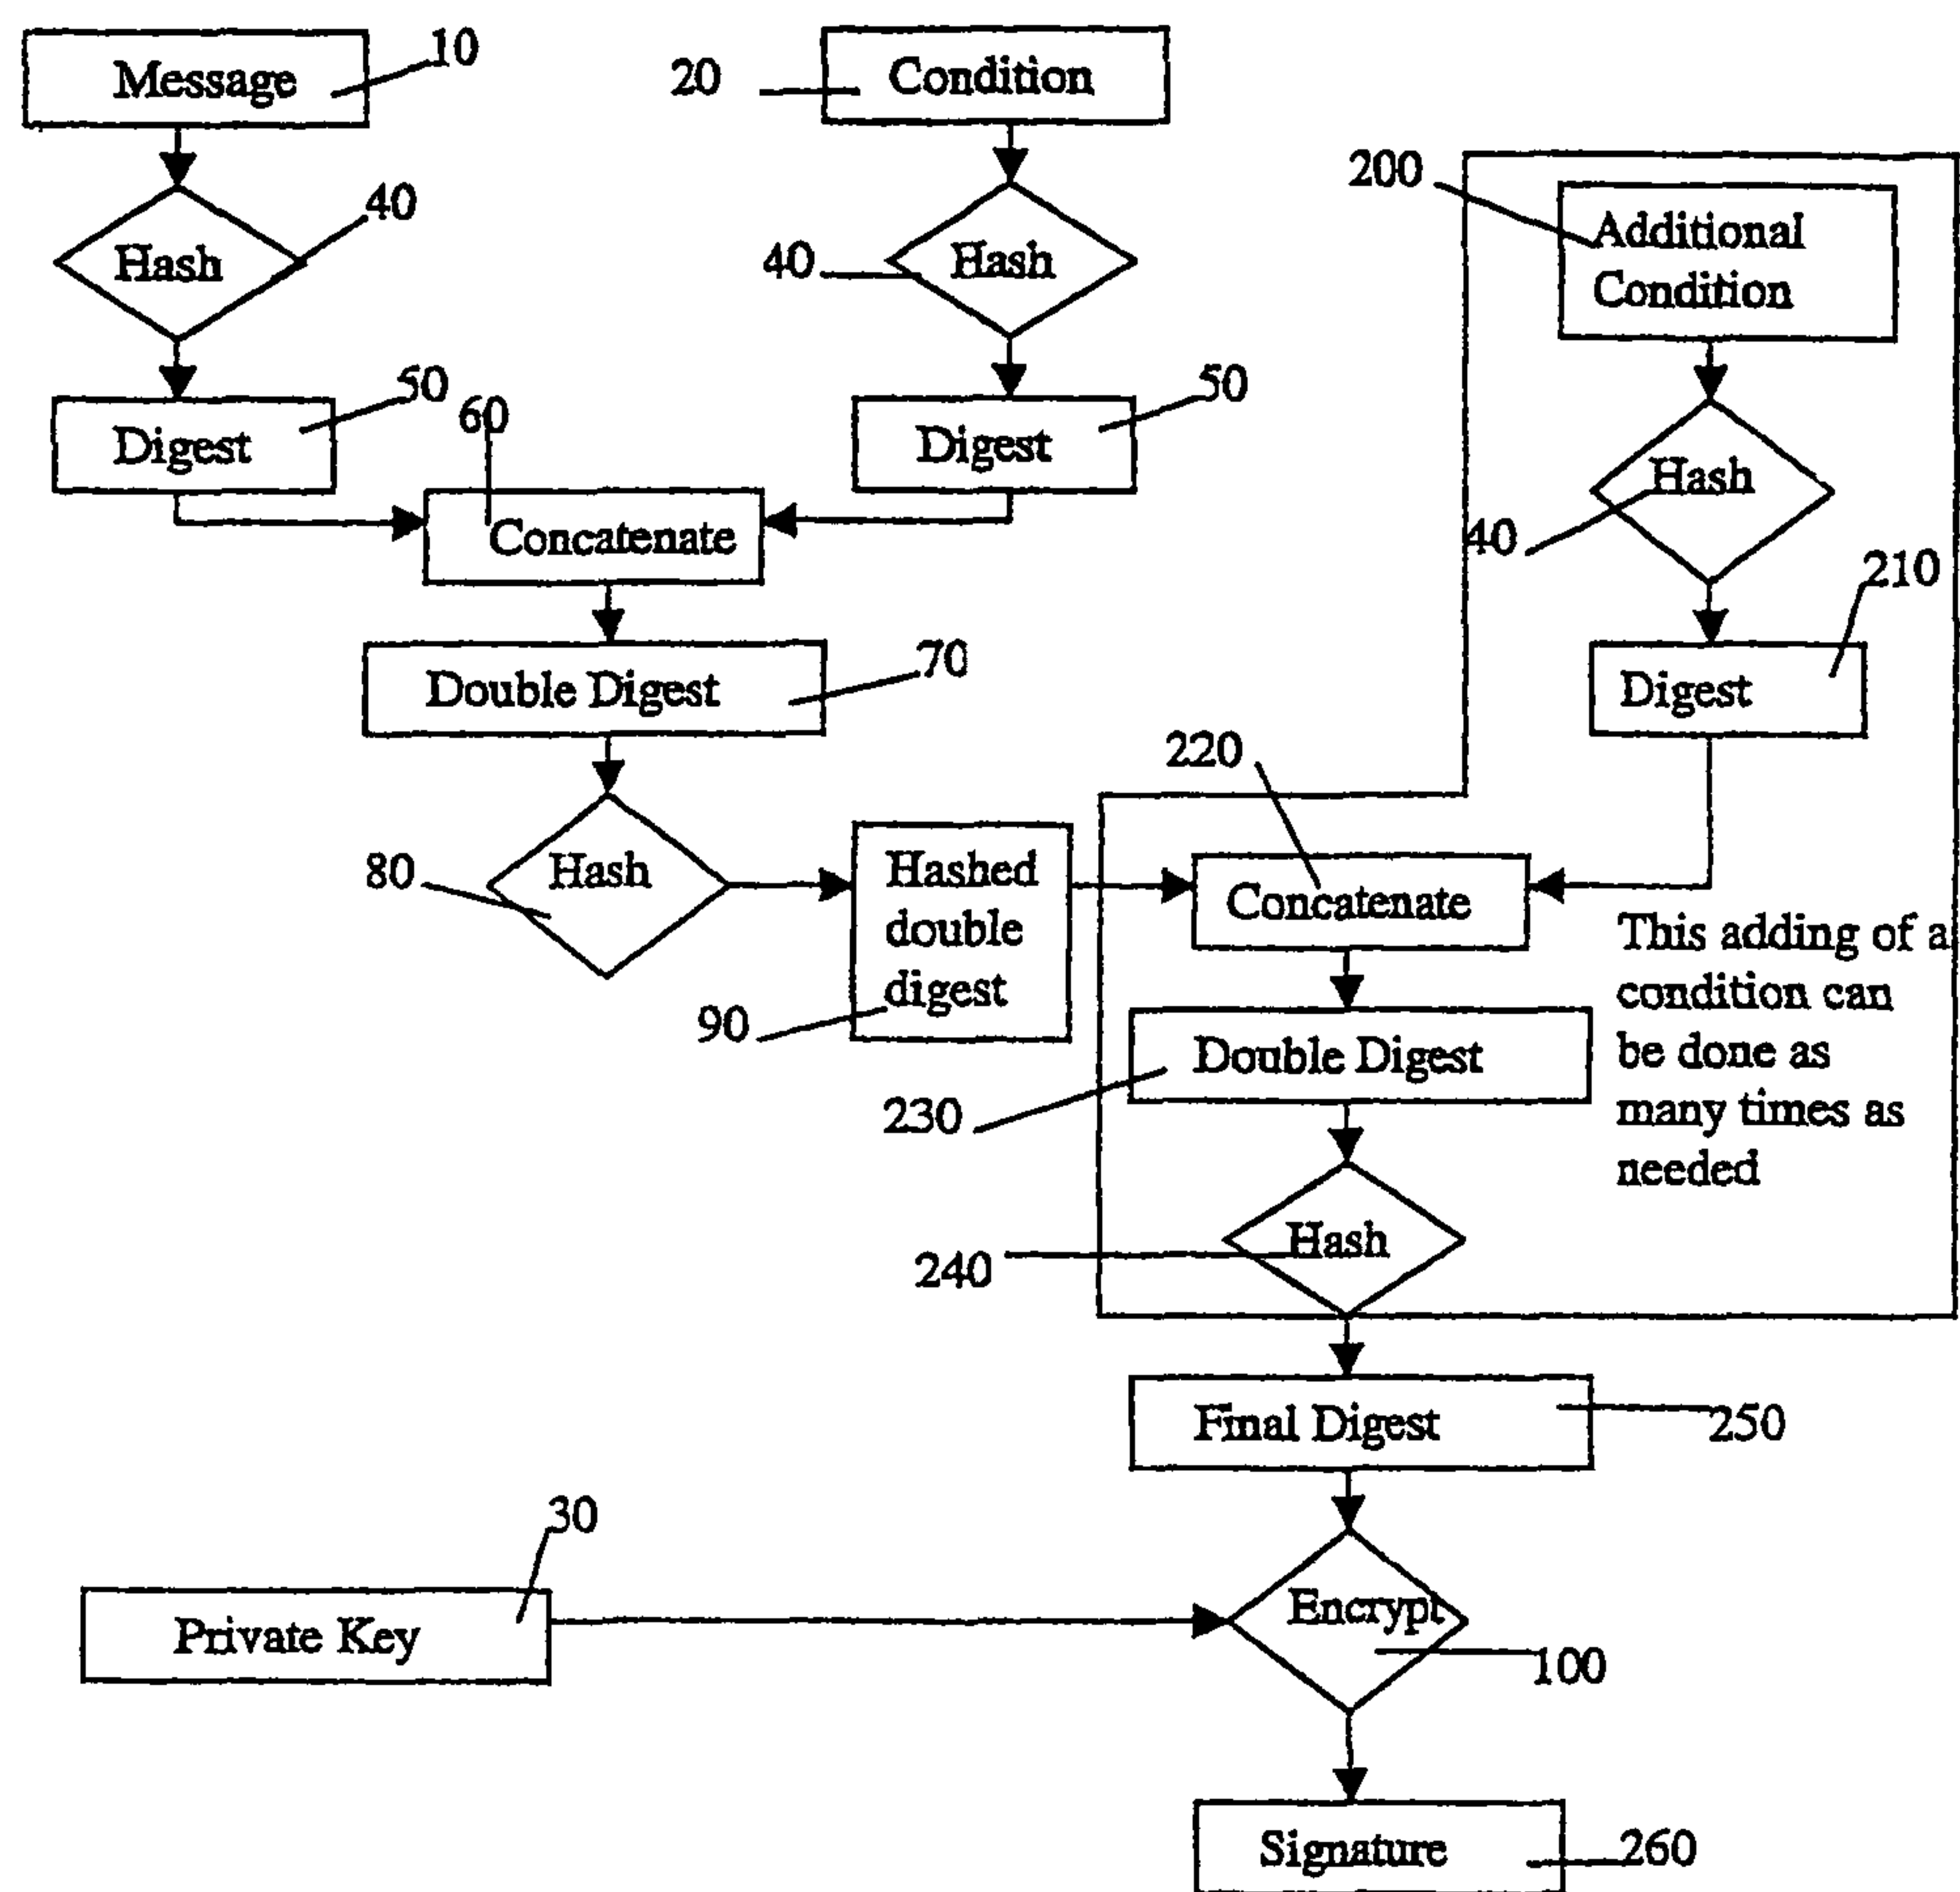 Message
10
20
Condition
200
Additional
Condition
Hash
40
40
Hash
Digest
50
60
Digest
50
Hash
40
Concatenate
210
Digest
Double Digest
70
220
80
Hash
Hashed
double
digest
90
Concatenate
This adding of a
condition can
be done as
many times as
needed
Double Digest
230
Hash
240
Final Digest
250
30
Private Key
Encrypt
100
Signature
260